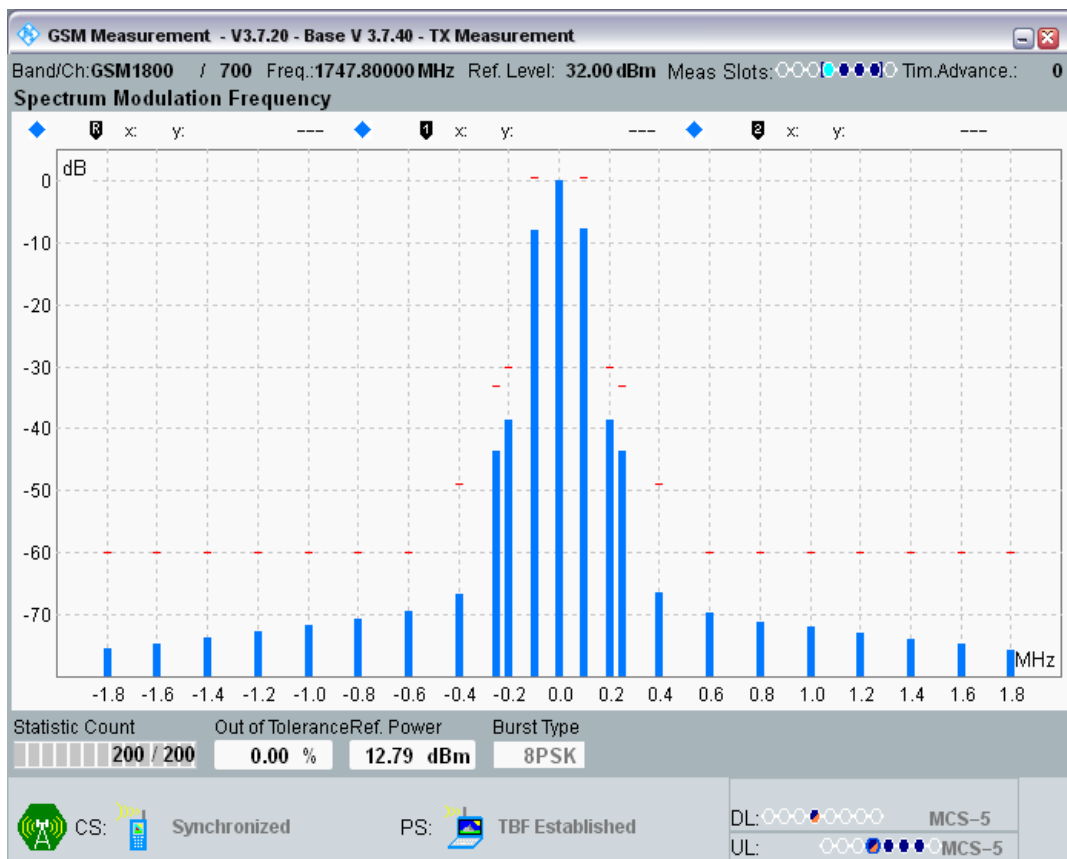 GSM Measurement - V3.7.20 - Base V 3.7.40 - TX Measurement
Band/Ch:GSM1800 / 700 Freq.:1747.80000 MHz Ref. Level: 32.00 dBm Meas Slots: Tim.Advance.: 0
Spectrum Modulation Frequency
R x: y: --- 1 x: y: --- 2 x: y: ---
dB
0
-10
-20
-30
-40
-50
-60
-70
MHz
-1.8 -1.6 -1.4 -1.2 -1.0 -0.8 -0.6 -0.4 -0.2 0.0 0.2 0.4 0.6 0.8 1.0 1.2 1.4 1.6 1.8
Statistic Count Out of Tolerance Ref. Power Burst Type
200 / 200 0.00 % 12.79 dBm 8PSK
CS: Synchronized PS: TBF Established
DL: MCS-5
UL: MCS-5